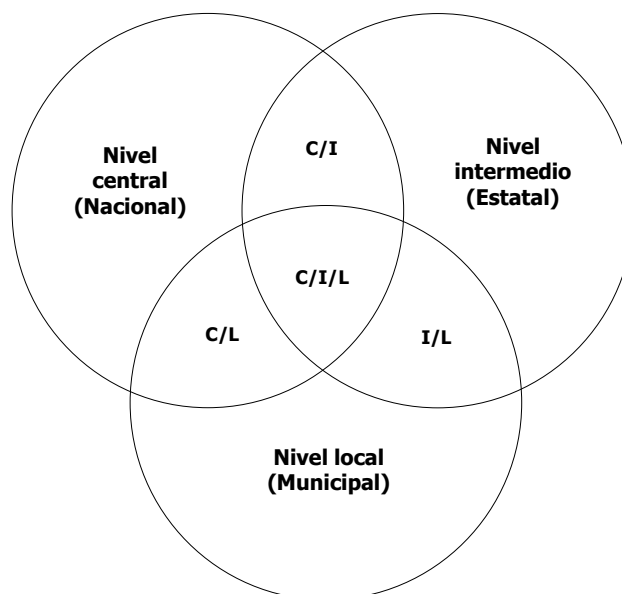 C/I
Nivel
central
(Nacional)
Nivel
intermedio
(Estatal)
C/I/L
C/L
I/L
Nivel local
(Municipal)